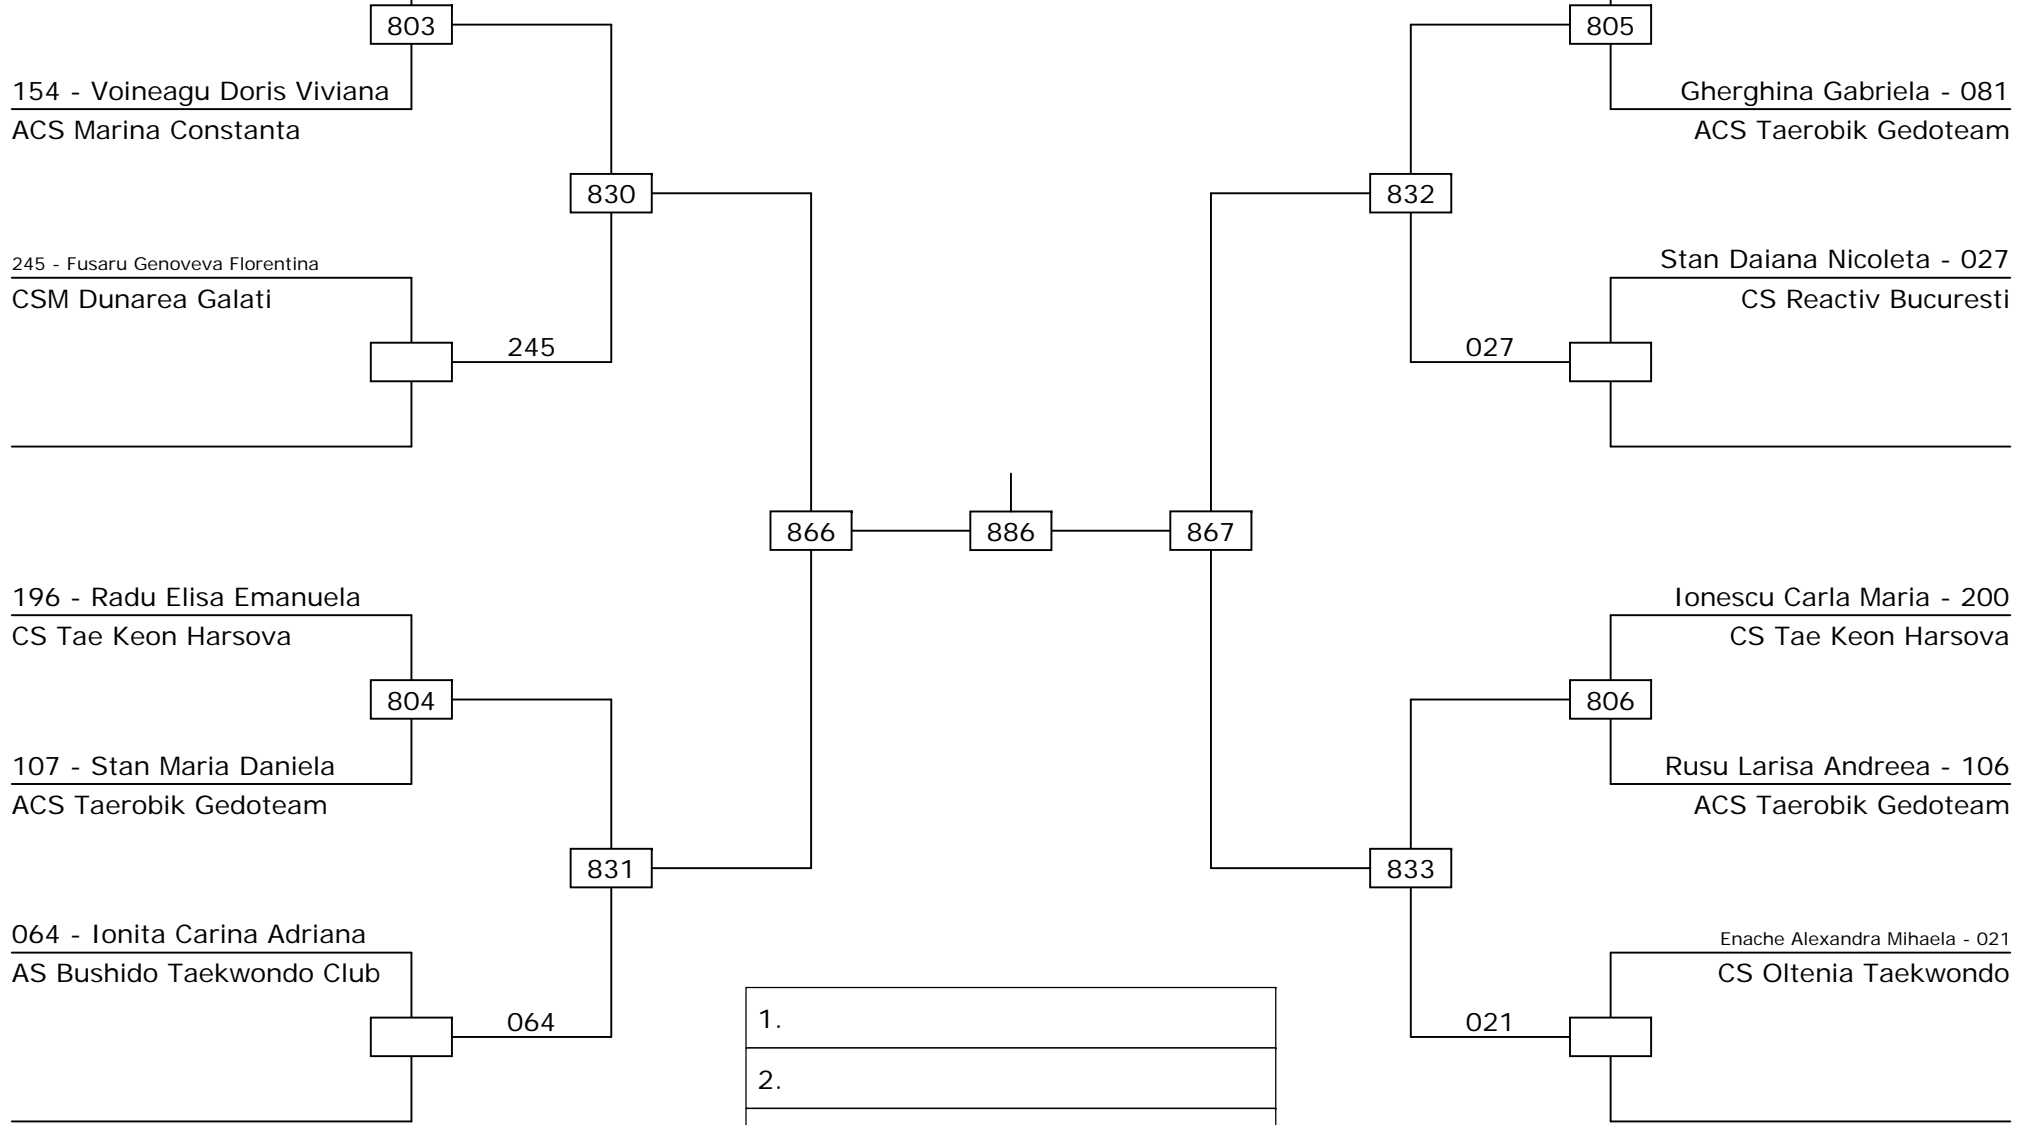 803
805
154 - Voineagu Doris Viviana
ACS Marina Constanta
Gherghina Gabriela - 081
ACS Taerobik Gedoteam
830
832
245 - Fusaru Genoveva Florentina
CSM Dunarea Galati
Stan Daiana Nicoleta - 027
CS Reactiv Bucuresti
245
027
866
886
867
196 - Radu Elisa Emanuela
CS Tae Keon Harsova
Ionescu Carla Maria - 200
CS Tae Keon Harsova
804
806
107 - Stan Maria Daniela
ACS Taerobik Gedoteam
Rusu Larisa Andreea - 106
ACS Taerobik Gedoteam
831
833
064 - Ionita Carina Adriana
AS Bushido Taekwondo Club
Enache Alexandra Mihaela - 021
CS Oltenia Taekwondo
064
021
1.
2.